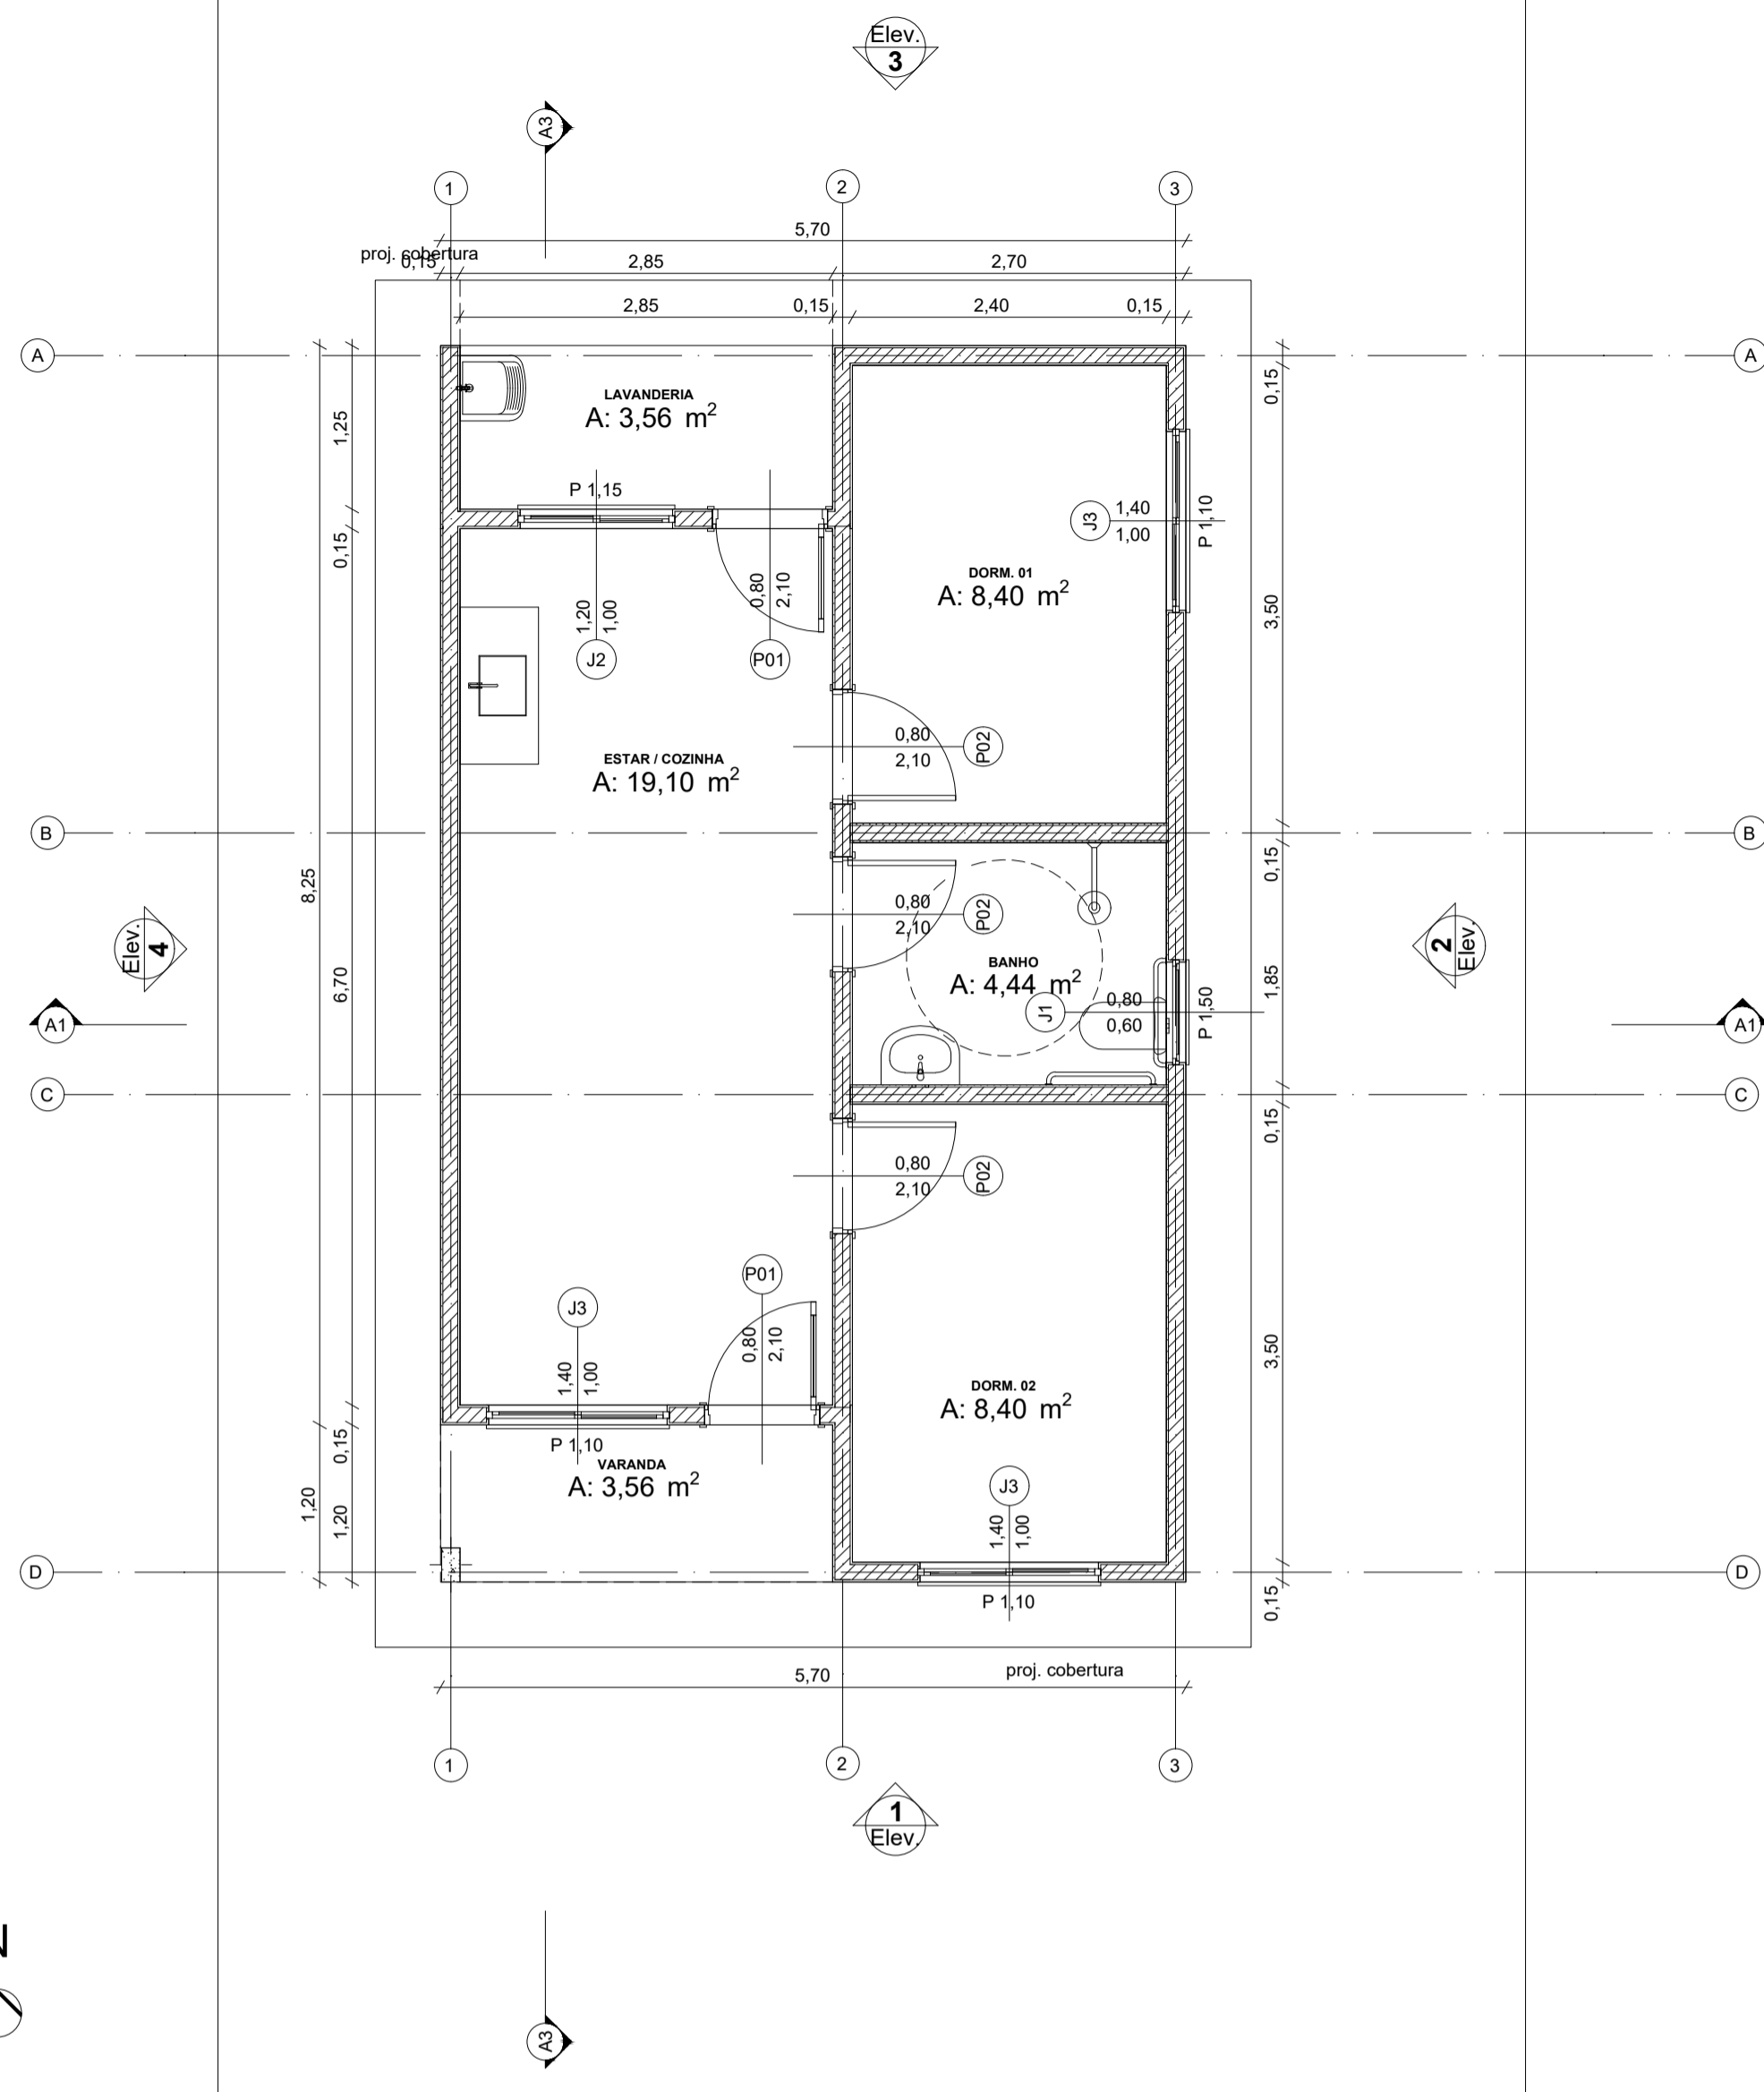 Elev.
3
A3
1
2
3
5,70
proj. cobertura
0,15
2,85
2,70
2,85
0,15
2,40
0,15
A
A
LAVANDERIA
A: 3,56 m²
0,15
1,25
P 1,15
J3
1,40
1,00
P 1,10
0,15
DORM. 01
A: 8,40 m²
0,80
2,10
1,20
1,00
3,50
J2
P01
0,80
2,10
P02
ESTAR / COZINHA
A: 19,10 m²
B
B
0,15
8,25
0,80
2,10
P02
Elev.
4
2
Elev.
BANHO
A: 4,44 m²
6,70
1,85
J1
0,80
0,60
P 1,50
A1
A1
C
C
0,15
0,80
2,10
P02
P01
J3
0,80
2,10
1,40
1,00
3,50
DORM. 02
A: 8,40 m²
P 1,10
0,15
VARANDA
A: 3,56 m²
J3
1,20
1,20
1,40
1,00
D
D
P 1,10
0,15
proj. cobertura
5,70
1
2
3
1
Elev.
A3